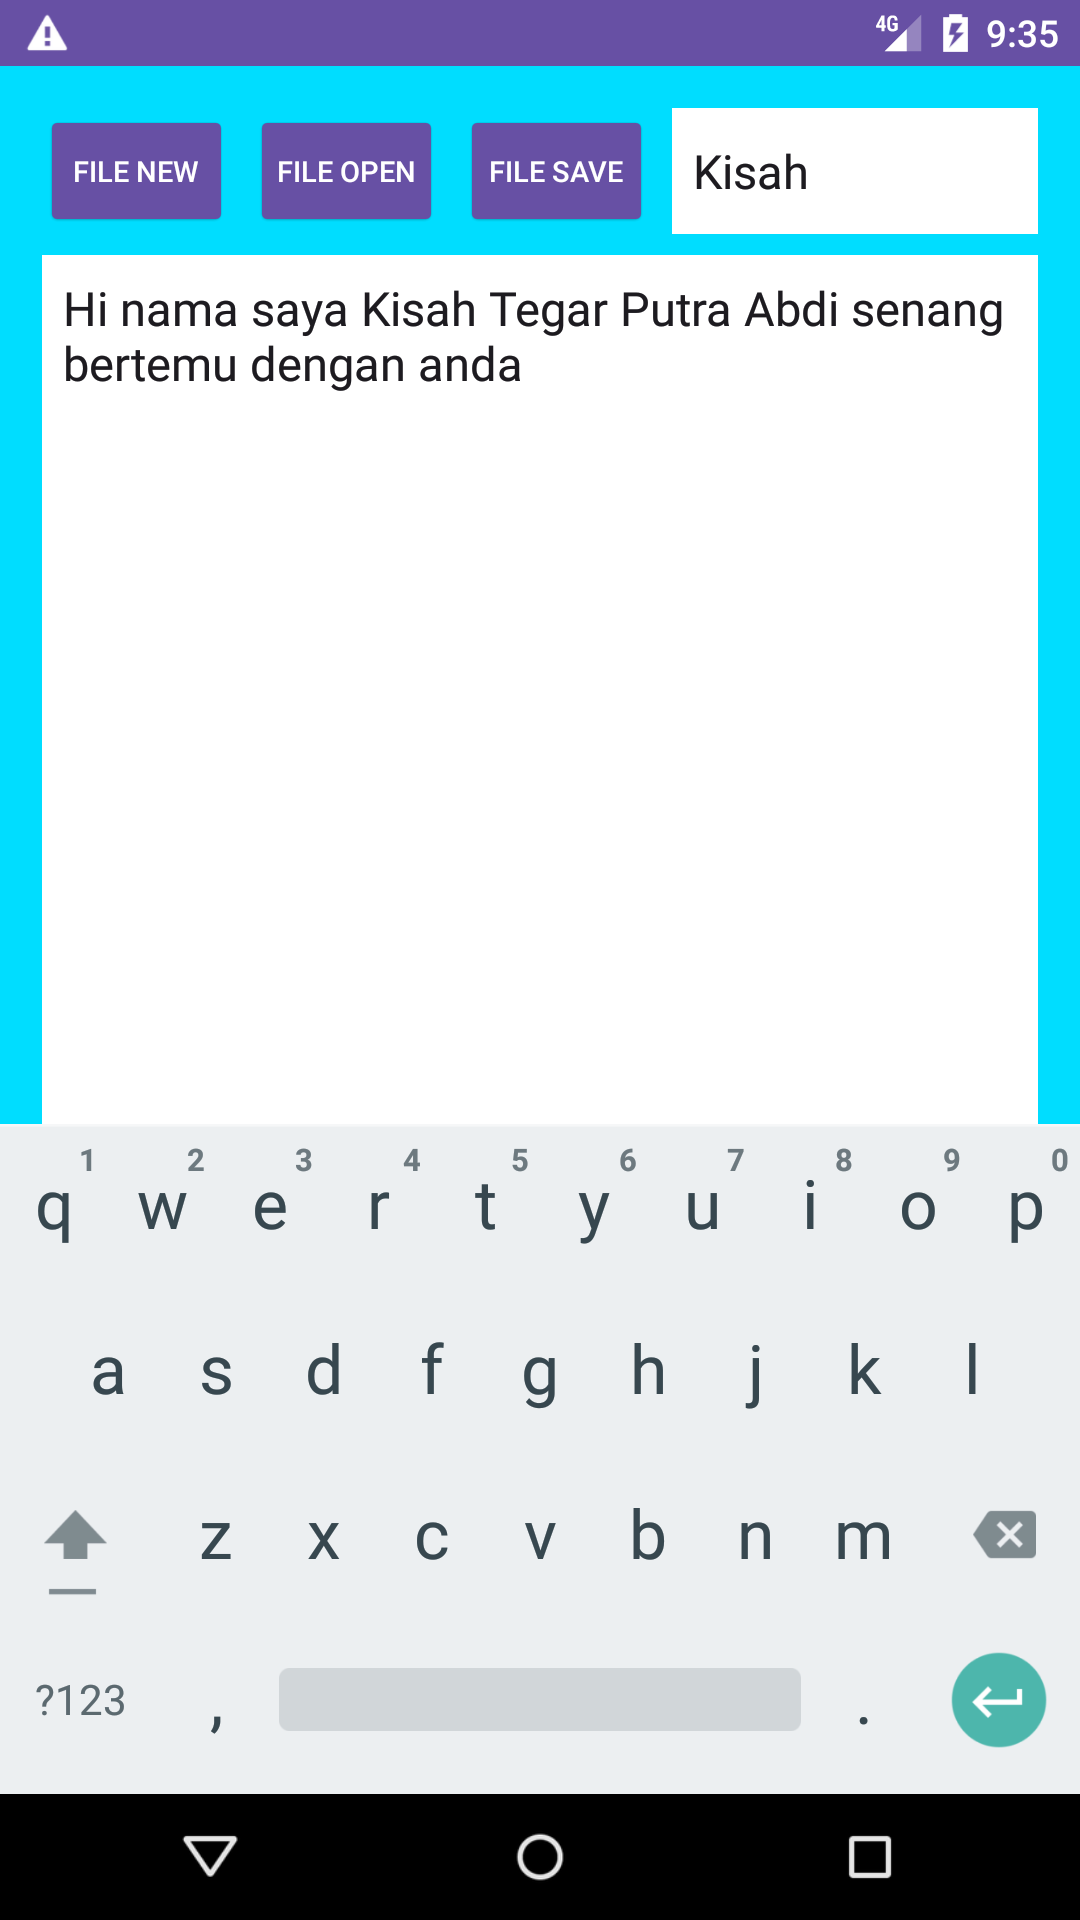 4G 9:35
FILE NEW FILE OPEN FILE SAVE Kisah
Hi nama saya Kisah Tegar Putra Abdi senang
bertemu dengan anda
1 2 3 4 5 6 7 8 9 0
q w e r t y u i o p
a s d f g h j k l
z x c v b n m
?123 , .